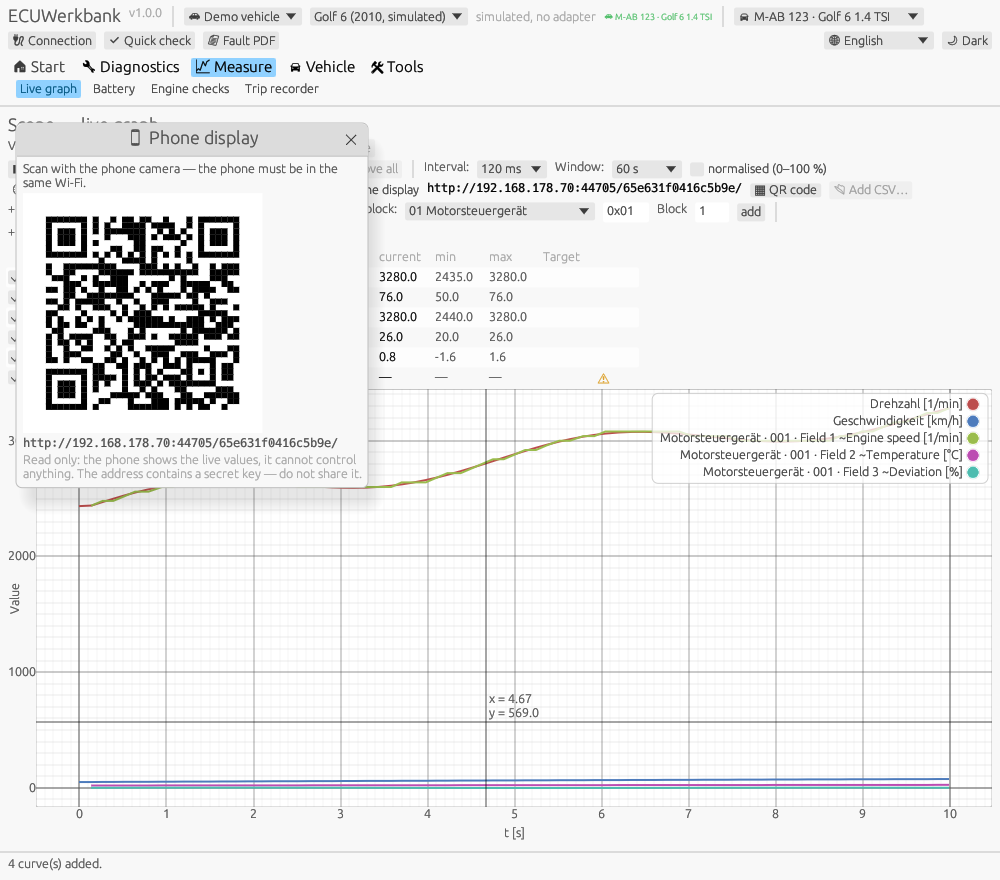 ECUWerkbank v1.0.0 Demo vehicle Golf 6 (2010, simulated) simulated, no adapter M-AB 123 · Golf 6 1.4 TSI M-AB 123 · Golf 6 1.4 TSI
Connection Quick check Fault PDF English Dark
Start Diagnostics Measure Vehicle Tools
Live graph Battery Engine checks Trip recorder
Phone display
Scan with the phone camera — the phone must be in the
same Wi-Fi.
http://192.168.178.70:44705/65e631f0416c5b9e/
Read only: the phone shows the live values, it cannot control
anything. The address contains a secret key — do not share it.
all Interval: 120 ms Window: 60 s normalised (0–100 %)
display http://192.168.178.70:44705/65e631f0416c5b9e/ QR code Add CSV…
01 Motorsteuergerät 0x01 Block 1 add
current min max Target
3280.0 2435.0 3280.0
76.0 50.0 76.0
3280.0 2440.0 3280.0
26.0 20.0 26.0
0.8 -1.6 1.6
— — —
Drehzahl [1/min]
Geschwindigkeit [km/h]
Motorsteuergerät · 001 · Field 1 ~Engine speed [1/min]
Motorsteuergerät · 001 · Field 2 ~Temperature [°C]
Motorsteuergerät · 001 · Field 3 ~Deviation [%]
2000
Value
1000
x = 4.67
y = 569.0
0
0 1 2 3 4 5 6 7 8 9 10
t [s]
4 curve(s) added.